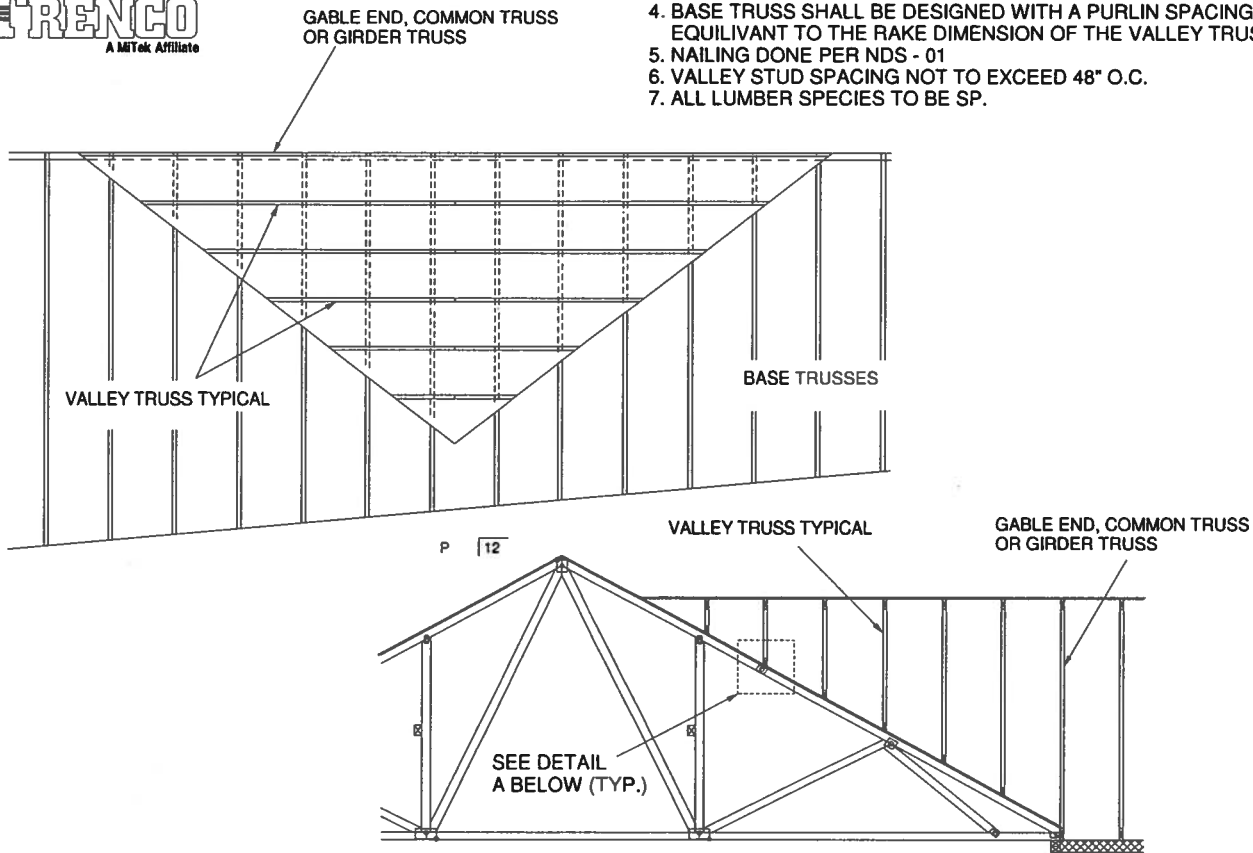 TRENCO
A MiTek Affiliate
GABLE END, COMMON TRUSS
OR GIRDER TRUSS
4. BASE TRUSS SHALL BE DESIGNED WITH A PURLIN SPACING
EQUILIVANT TO THE RAKE DIMENSION OF THE VALLEY TRUS
5. NAILING DONE PER NDS - 01
6. VALLEY STUD SPACING NOT TO EXCEED 48" O.C.
7. ALL LUMBER SPECIES TO BE SP.
VALLEY TRUSS TYPICAL
BASE TRUSSES
P 12
VALLEY TRUSS TYPICAL
GABLE END, COMMON TRUSS
OR GIRDER TRUSS
SEE DETAIL
A BELOW (TYP.)